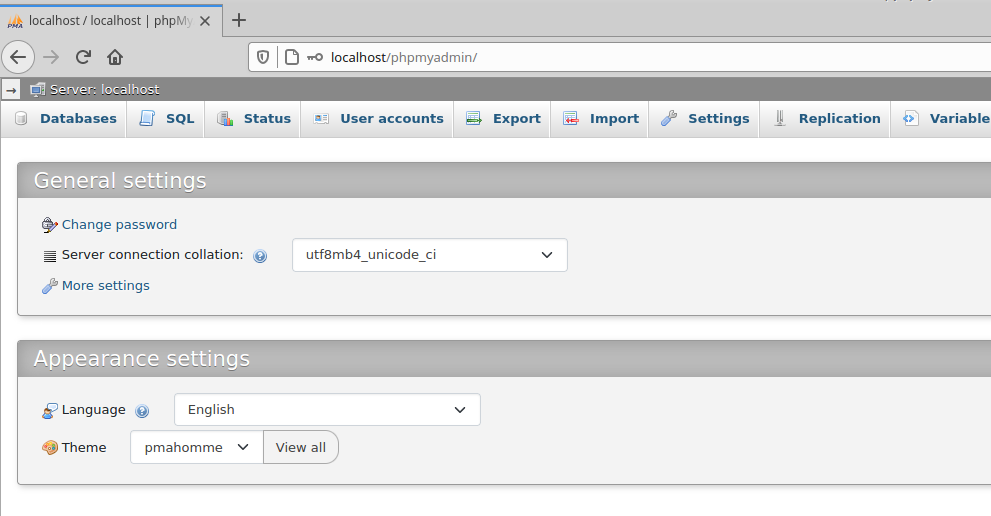 PMA localhost / localhost | phpMy
localhost/phpmyadmin/
Server: localhost
Databases SQL Status User accounts Export Import Settings Replication Variable
General settings
Change password
Server connection collation: utf8mb4_unicode_ci
More settings
Appearance settings
Language English
Theme pmahomme View all